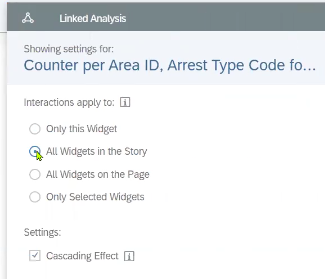 Linked Analysis
Showing settings for:
Counter per Area ID, Arrest Type Code fo...
Interactions apply to:
Only this Widget
All Widgets in the Story
All Widgets on the Page
Only Selected Widgets
Settings:
Cascading Effect